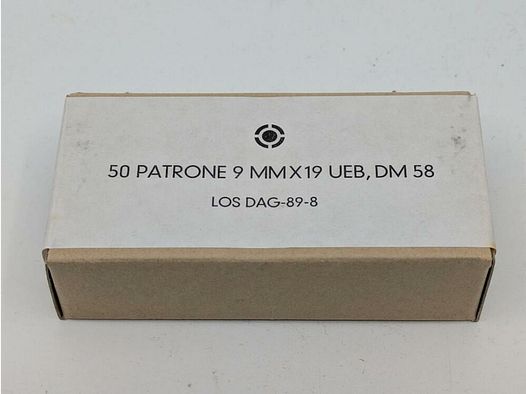 50 PATRONE 9 MMX19 UEB, DM 58
LOS DAG-89-8